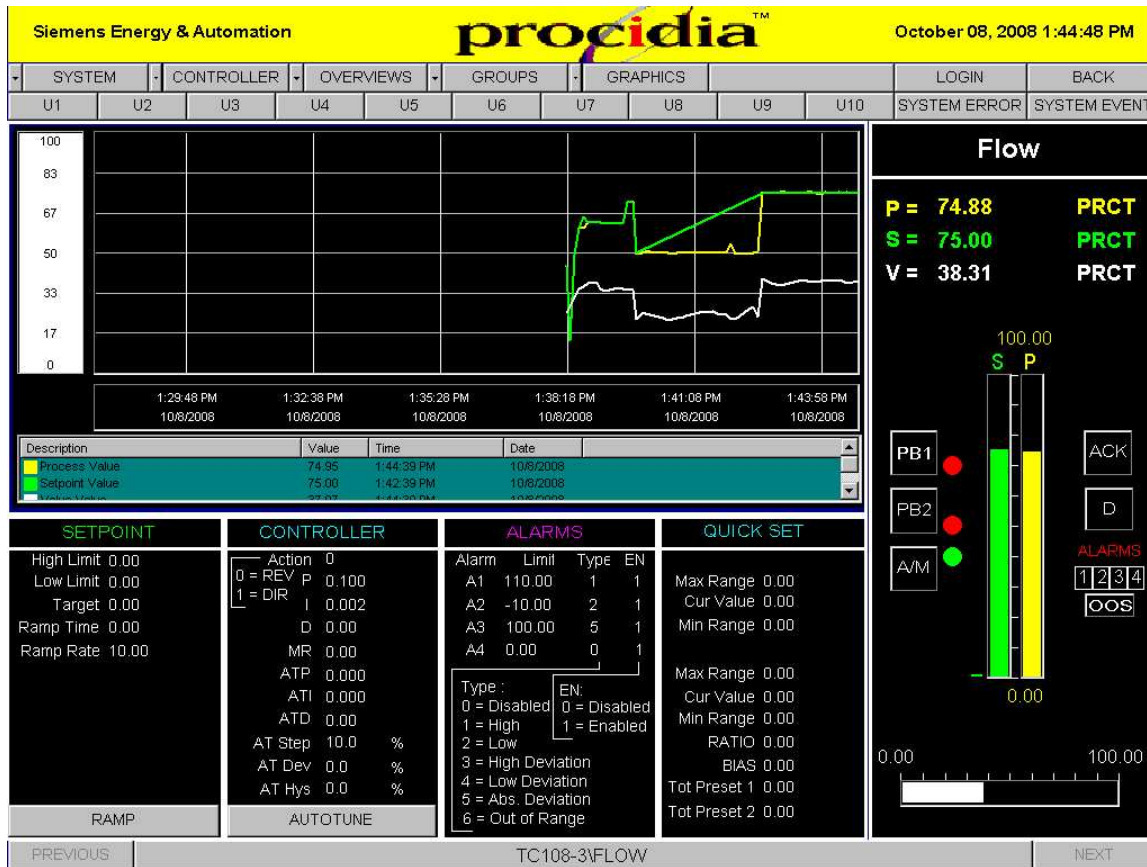 Siemens Energy & Automation
procidia™
October 08, 2008 1:44:48 PM
SYSTEM CONTROLLER OVERVIEWS GROUPS GRAPHICS LOGIN BACK
U1 U2 U3 U4 U5 U6 U7 U8 U9 U10 SYSTEM ERROR SYSTEM EVENT
100
83
67
50
33
17
0
1:29:48 PM 1:32:38 PM 1:35:28 PM 1:38:18 PM 1:41:08 PM 1:43:58 PM
10/8/2008 10/8/2008 10/8/2008 10/8/2008 10/8/2008 10/8/2008
Description Value Time Date
Process Value 74.95 1:44:39 PM 10/8/2008
Setpoint Value 75.00 1:42:39 PM 10/8/2008
Flow
P = 74.88 PRCT
S = 75.00 PRCT
V = 38.31 PRCT
100.00
S P
PB1
ACK
PB2
D
A/M
ALARMS
1 2 3 4
OOS
0.00
0.00 100.00
SETPOINT
High Limit 0.00
Low Limit 0.00
Target 0.00
Ramp Time 0.00
Ramp Rate 10.00
RAMP
CONTROLLER
Action 0
0 = REV
1 = DIR
P 0.100
I 0.002
D 0.00
MR 0.00
ATP 0.000
ATI 0.000
ATD 0.00
AT Step 10.0 %
AT Dev 0.0 %
AT Hys 0.0 %
AUTOTUNE
ALARMS
Alarm Limit Type EN
A1 110.00 1 1
A2 -10.00 2 1
A3 100.00 5 1
A4 0.00 0 1
Type :
0 = Disabled
1 = High
2 = Low
3 = High Deviation
4 = Low Deviation
5 = Abs. Deviation
6 = Out of Range
EN:
0 = Disabled
1 = Enabled
QUICK SET
Max Range 0.00
Cur Value 0.00
Min Range 0.00
Max Range 0.00
Cur Value 0.00
Min Range 0.00
RATIO 0.00
BIAS 0.00
Tot Preset 1 0.00
Tot Preset 2 0.00
PREVIOUS TC108-3\FLOW NEXT